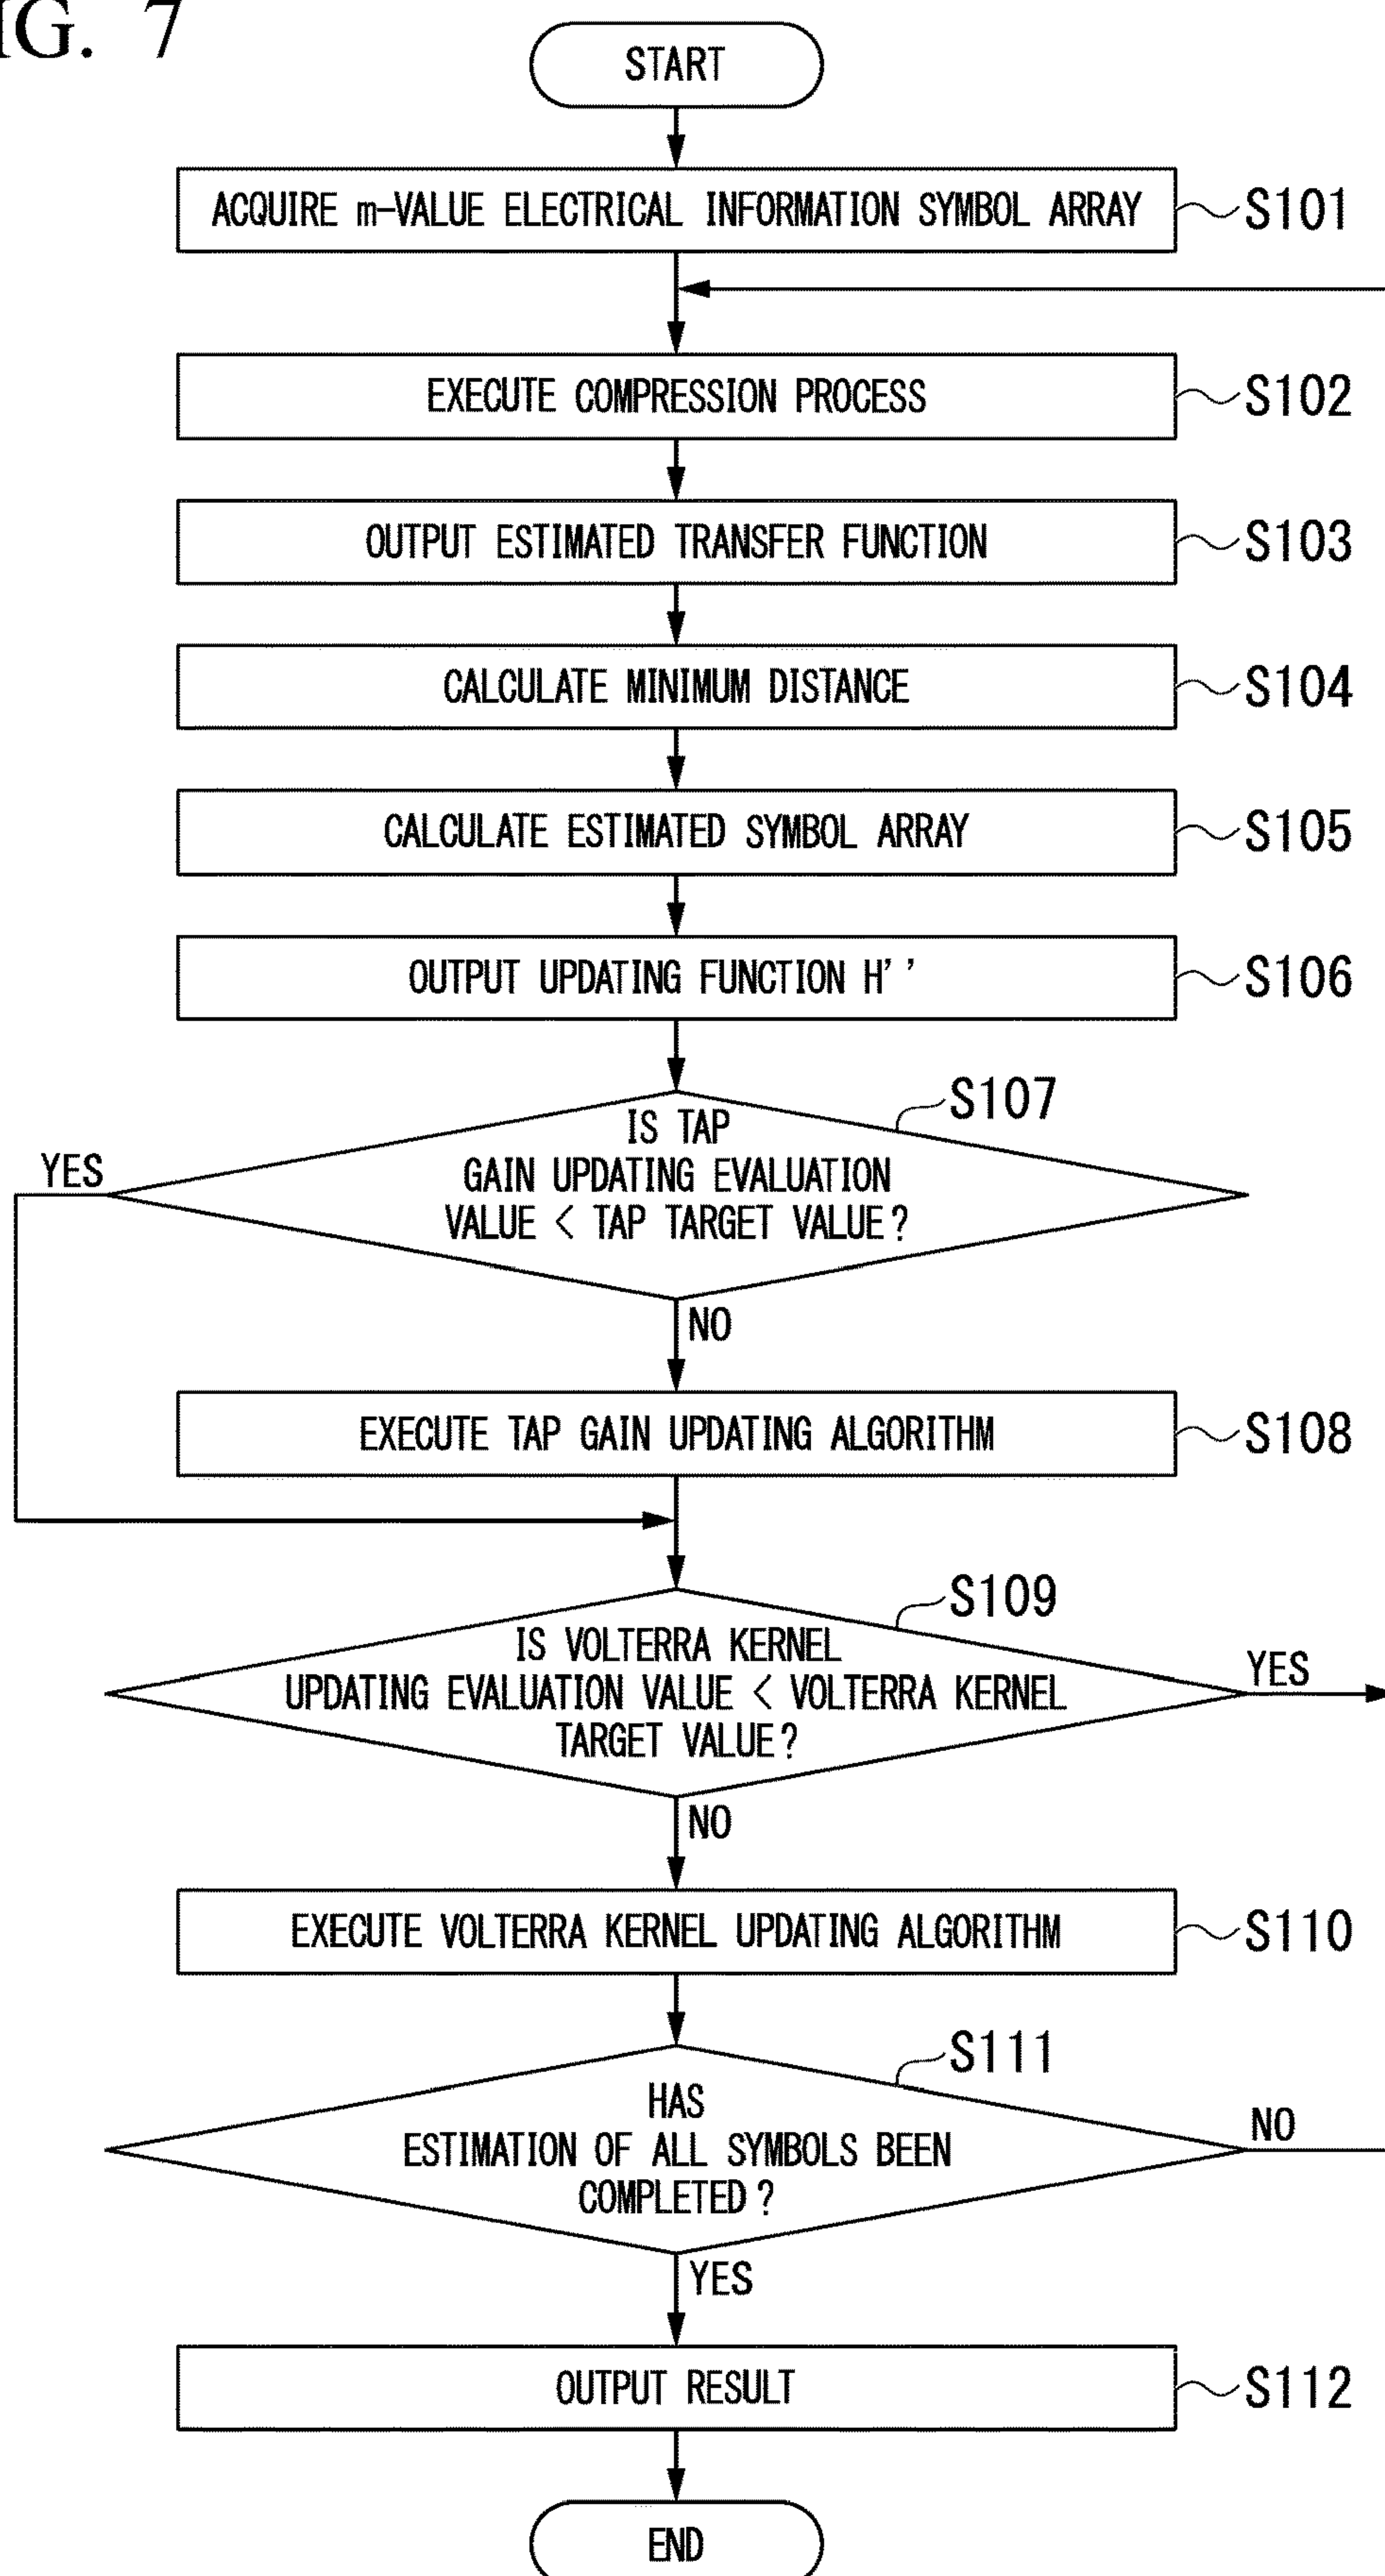 IG. 7
START
ACQUIRE m-VALUE ELECTRICAL INFORMATION SYMBOL ARRAY
S101
EXECUTE COMPRESSION PROCESS
S102
OUTPUT ESTIMATED TRANSFER FUNCTION
S103
CALCULATE MINIMUM DISTANCE
S104
CALCULATE ESTIMATED SYMBOL ARRAY
S105
OUTPUT UPDATING FUNCTION H''
S106
S107
IS TAP
GAIN UPDATING EVALUATION
VALUE < TAP TARGET VALUE?
YES
NO
EXECUTE TAP GAIN UPDATING ALGORITHM
S108
S109
IS VOLTERRA KERNEL
UPDATING EVALUATION VALUE < VOLTERRA KERNEL
TARGET VALUE?
YES
NO
EXECUTE VOLTERRA KERNEL UPDATING ALGORITHM
S110
S111
HAS
ESTIMATION OF ALL SYMBOLS BEEN
COMPLETED?
NO
YES
OUTPUT RESULT
S112
END